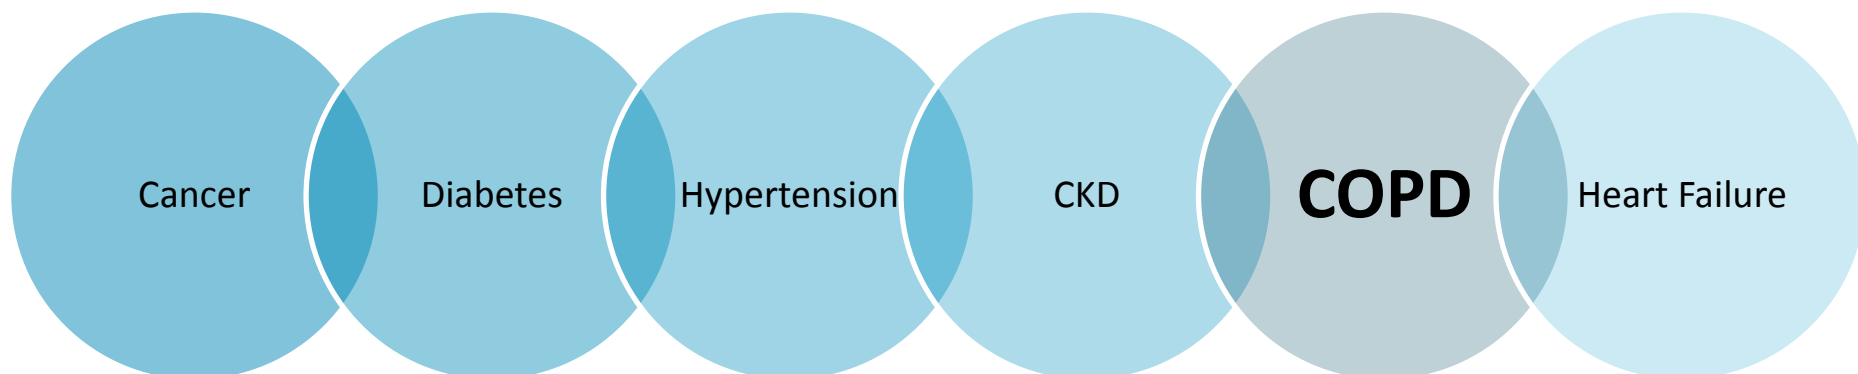 Cancer
Diabetes
Hypertension
CKD
COPD
Heart Failure